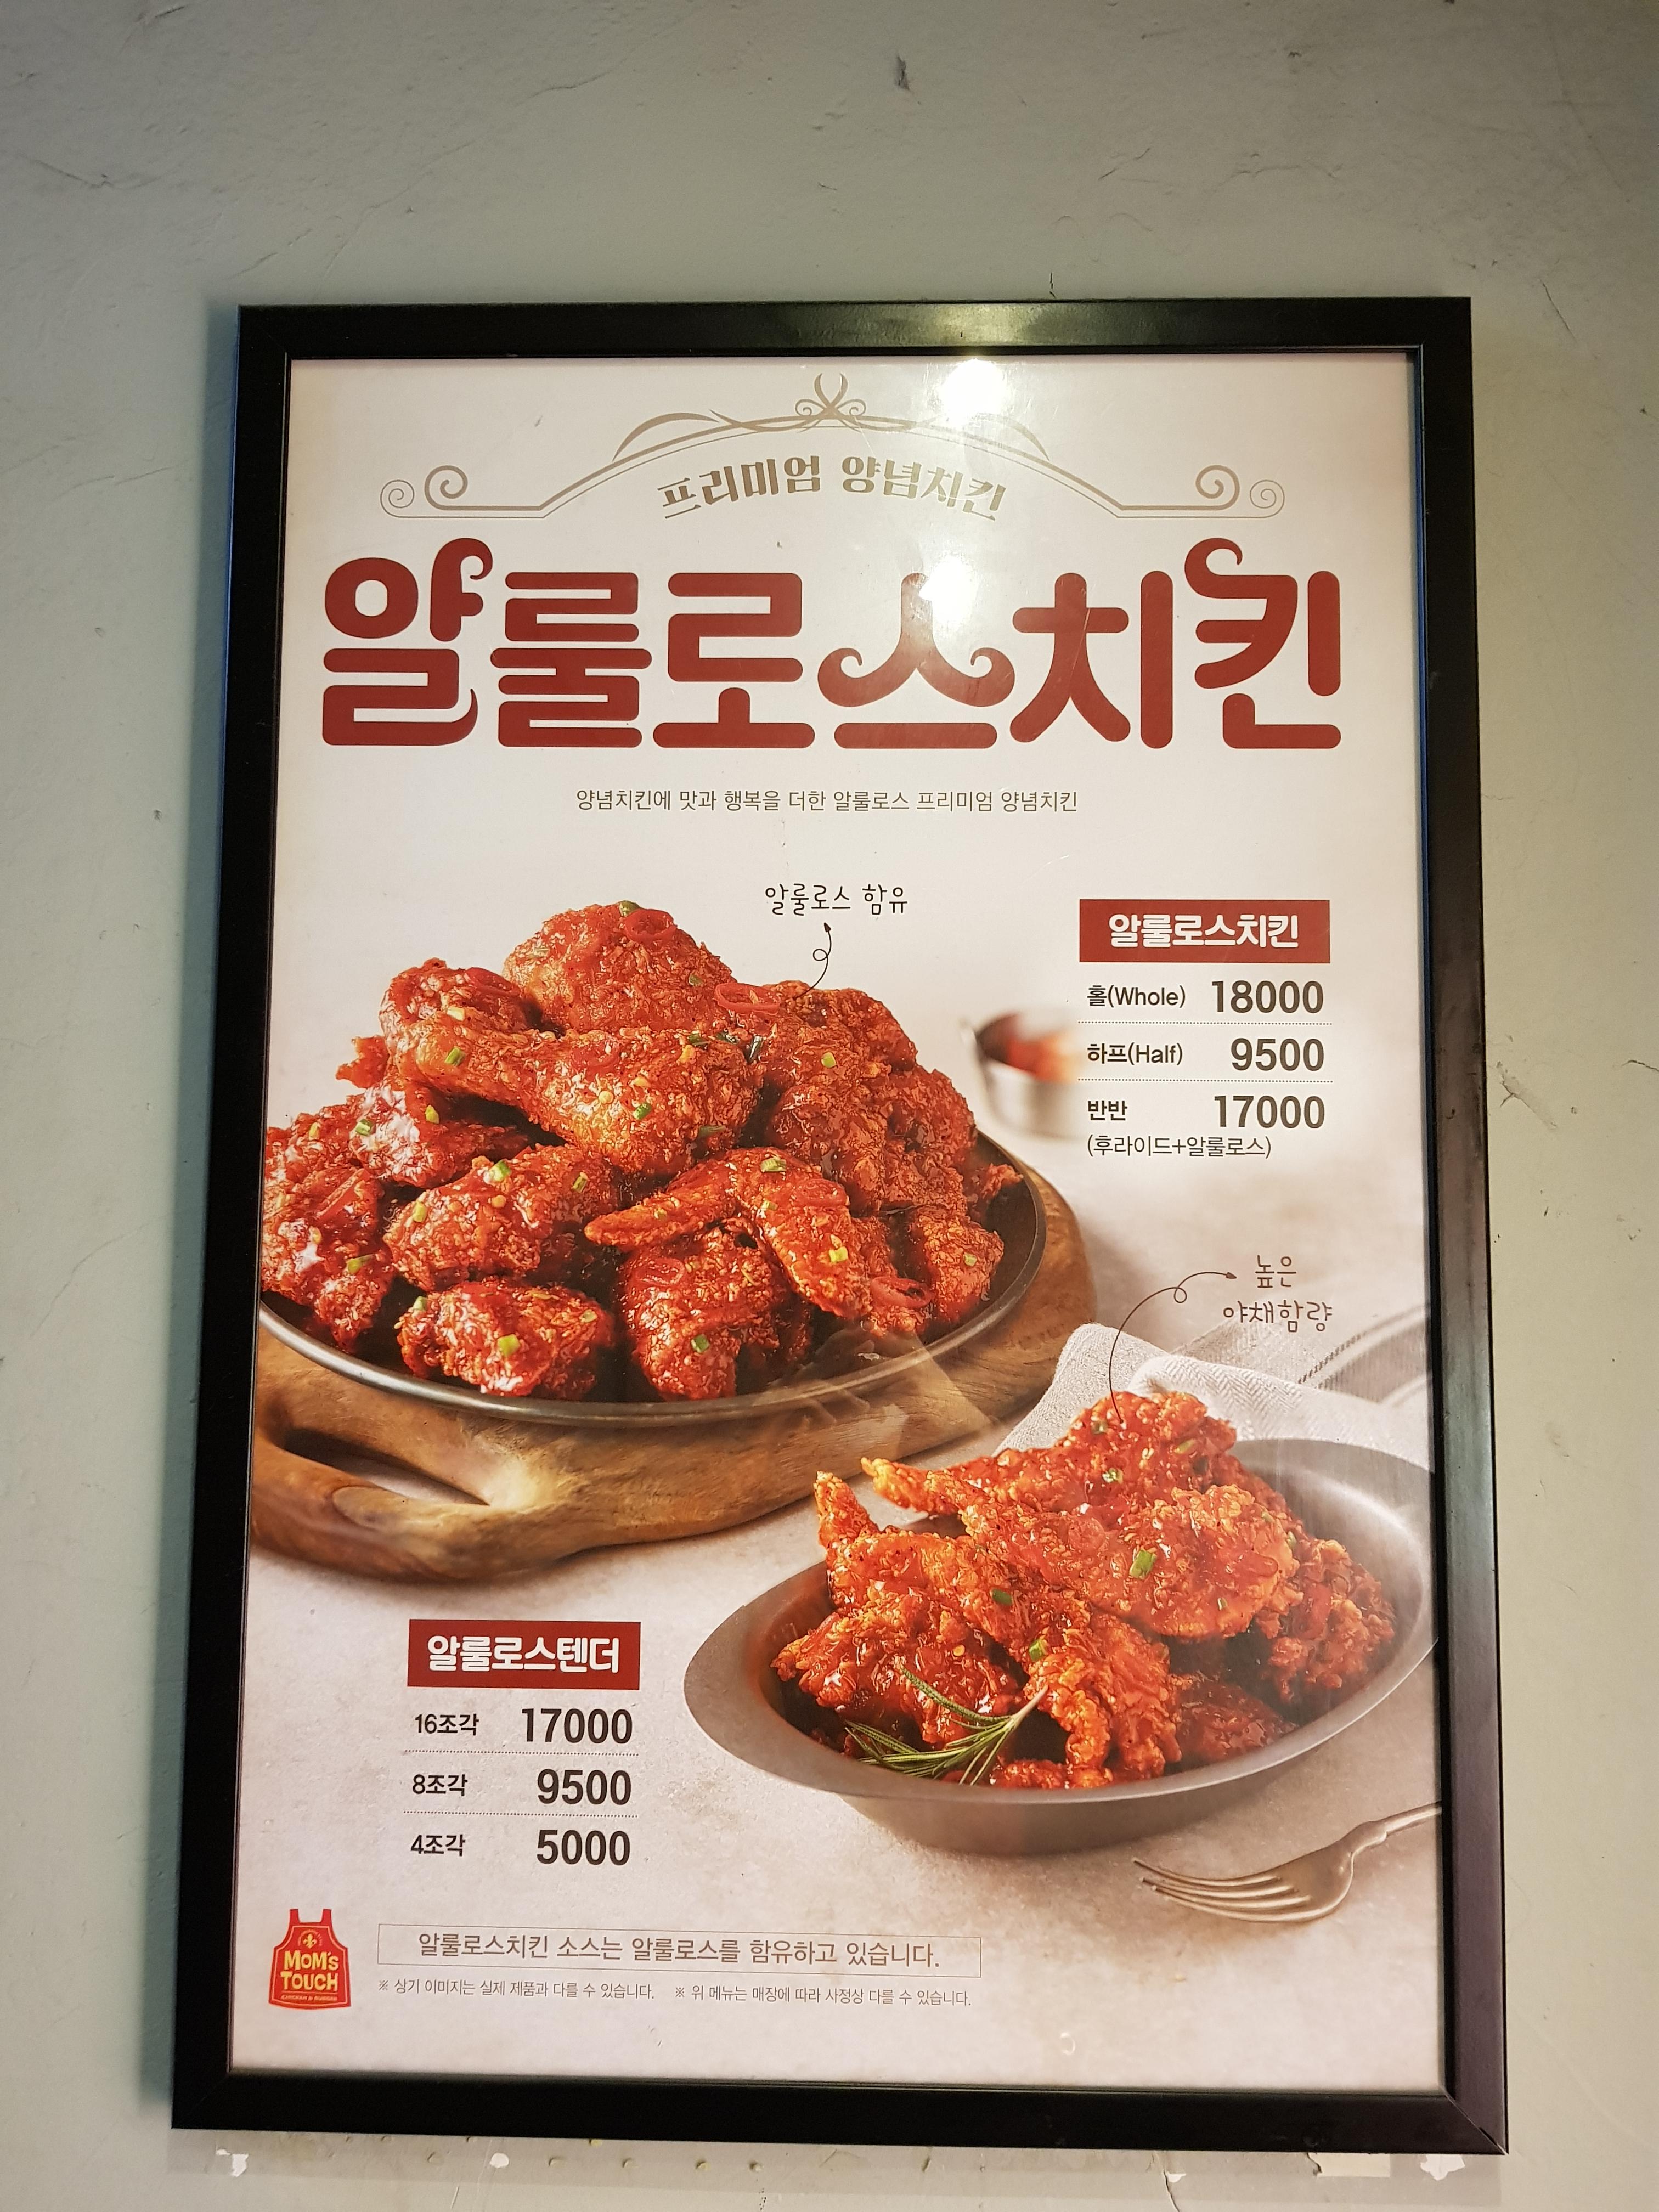 프리미엄 양념치킨
알룰로스치킨
양념치킨에 맛과 행복을 더한 알룰로스 프리미엄 양념치킨
알룰로스 함유
알룰로스치킨
홀(Whole) 18000
하프(Half) 9500
반반 17000
(후라이드+알룰로스)
높은
야채함량
알룰로스텐더
16조각 17000
8조각 9500
4조각 5000
MOM'S
TOUCH
CHICKEN & BURGER
알룰로스치킨 소스는 알룰로스를 함유하고 있습니다.
※ 상기 이미지는 실제 제품과 다를 수 있습니다. ※ 위 메뉴는 매장에 따라 사정상 다를 수 있습니다.